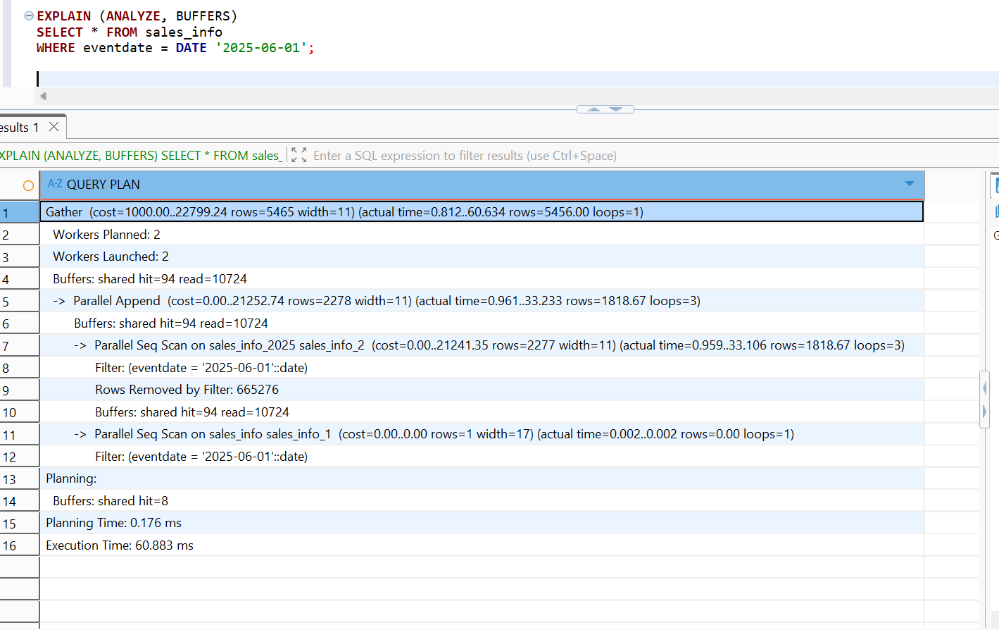 EXPLAIN (ANALYZE, BUFFERS)
SELECT * FROM sales_info
WHERE eventdate = DATE '2025-06-01';
esults 1
XPLAIN (ANALYZE, BUFFERS) SELECT * FROM sales_ Enter a SQL expression to filter results (use Ctrl+Space)
A-Z QUERY PLAN
1 Gather (cost=1000.00..22799.24 rows=5465 width=11) (actual time=0.812..60.634 rows=5456.00 loops=1)
2 Workers Planned: 2
3 Workers Launched: 2
4 Buffers: shared hit=94 read=10724
5 -> Parallel Append (cost=0.00..21252.74 rows=2278 width=11) (actual time=0.961..33.233 rows=1818.67 loops=3)
6 Buffers: shared hit=94 read=10724
7 -> Parallel Seq Scan on sales_info_2025 sales_info_2 (cost=0.00..21241.35 rows=2277 width=11) (actual time=0.959..33.106 rows=1818.67 loops=3)
8 Filter: (eventdate = '2025-06-01'::date)
9 Rows Removed by Filter: 665276
10 Buffers: shared hit=94 read=10724
11 -> Parallel Seq Scan on sales_info sales_info_1 (cost=0.00..0.00 rows=1 width=17) (actual time=0.002..0.002 rows=0.00 loops=1)
12 Filter: (eventdate = '2025-06-01'::date)
13 Planning:
14 Buffers: shared hit=8
15 Planning Time: 0.176 ms
16 Execution Time: 60.883 ms